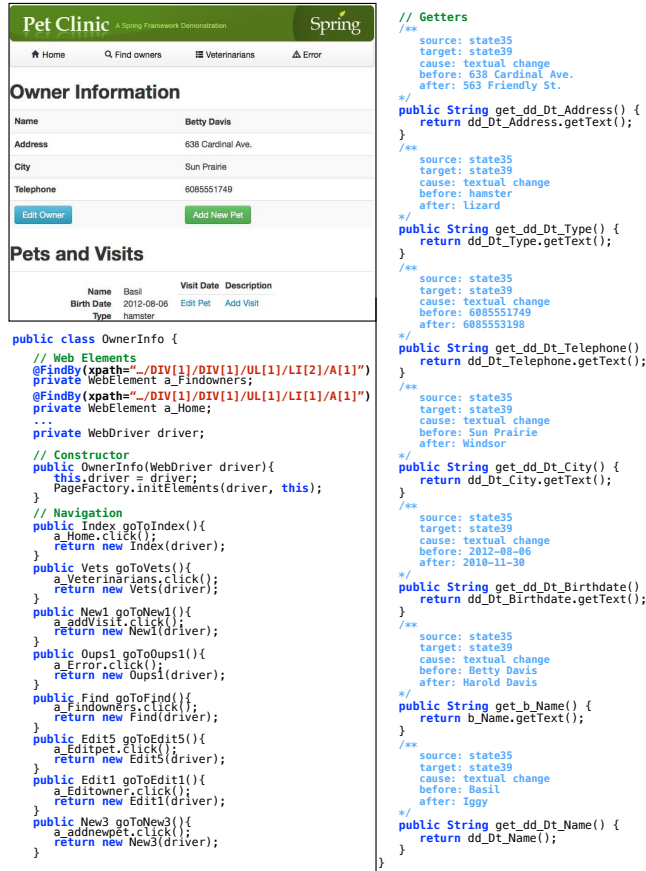 Pet Clinic A Spring Framework Demonstration Spring
Home Find owners Veterinarians Error
Owner Information
Name Betty Davis
Address 638 Cardinal Ave.
City Sun Prairie
Telephone 6085551749
Edit Owner Add New Pet
Pets and Visits
Name Basil Visit Date Description
Birth Date 2012-08-06 Edit Pet Add Visit
Type hamster
public class OwnerInfo {
// Web Elements
@FindBy(xpath="…/DIV[1]/DIV[1]/UL[1]/LI[2]/A[1]")
private WebElement a_Findowners;
@FindBy(xpath="…/DIV[1]/DIV[1]/UL[1]/LI[1]/A[1]")
private WebElement a_Home;
...
private WebDriver driver;
// Constructor
public OwnerInfo(WebDriver driver){
this.driver = driver;
PageFactory.initElements(driver, this);
}
// Navigation
public Index goToIndex(){
a_Home.click();
return new Index(driver);
}
public Vets goToVets(){
a_Veterinarians.click();
return new Vets(driver);
}
public New1 goToNew1(){
a_addVisit.click();
return new New1(driver);
}
public Oups1 goToOups1(){
a_Error.click();
return new Oups1(driver);
}
public Find goToFind(){
a_Findowners.click();
return new Find(driver);
}
public Edit5 goToEdit5(){
a_Editpet.click();
return new Edit5(driver);
}
public Edit1 goToEdit1(){
a_Editowner.click();
return new Edit1(driver);
}
public New3 goToNew3(){
a_addnewpet.click();
return new New3(driver);
}
// Getters
/**
source: state35
target: state39
cause: textual change
before: 638 Cardinal Ave.
after: 563 Friendly St.
*/
public String get_dd_Dt_Address() {
return dd_Dt_Address.getText();
}
/**
source: state35
target: state39
cause: textual change
before: hamster
after: lizard
*/
public String get_dd_Dt_Type() {
return dd_Dt_Type.getText();
}
/**
source: state35
target: state39
cause: textual change
before: 6085551749
after: 6085553198
*/
public String get_dd_Dt_Telephone()
return dd_Dt_Telephone.getText();
}
/**
source: state35
target: state39
cause: textual change
before: Sun Prairie
after: Windsor
*/
public String get_dd_Dt_City() {
return dd_Dt_City.getText();
}
/**
source: state35
target: state39
cause: textual change
before: 2012–08–06
after: 2010–11–30
*/
public String get_dd_Dt_Birthdate()
return dd_Dt_Birthdate.getText();
}
/**
source: state35
target: state39
cause: textual change
before: Betty Davis
after: Harold Davis
*/
public String get_b_Name() {
return b_Name.getText();
}
/**
source: state35
target: state39
cause: textual change
before: Basil
after: Iggy
*/
public String get_dd_Dt_Name() {
return dd_Dt_Name();
}
}